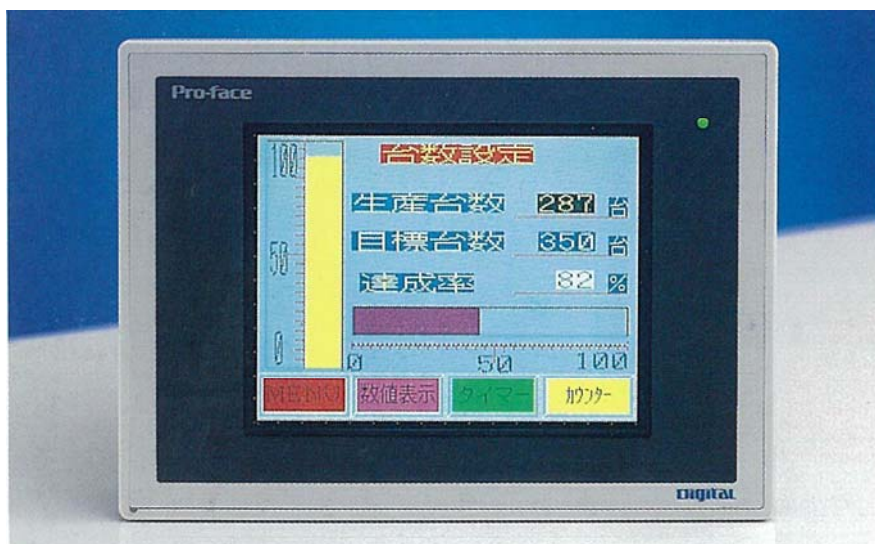 Pro-face
台数設定
100
50
0
生産台数 287 台
目標台数 350 台
達成率 82 %
0 50 100
MENU 数値表示 タイマー カウンター
Digital